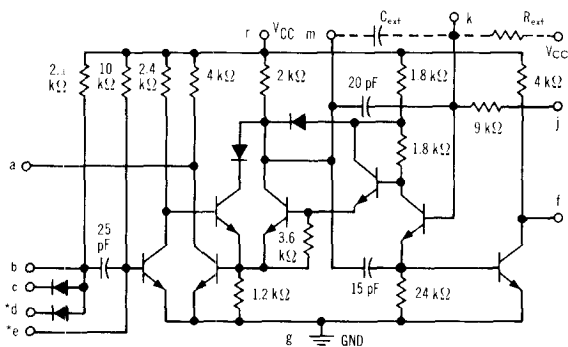 C_ext k R_ext
r V_CC m
V_CC
10 kΩ 2.4 kΩ 4 kΩ 2 kΩ 20 pF 1.8 kΩ 4 kΩ
9 kΩ j
1.8 kΩ
a
f
25 pF 3.6 kΩ
b
15 pF
c
*d 1.2 kΩ 24 kΩ
*e
g GND